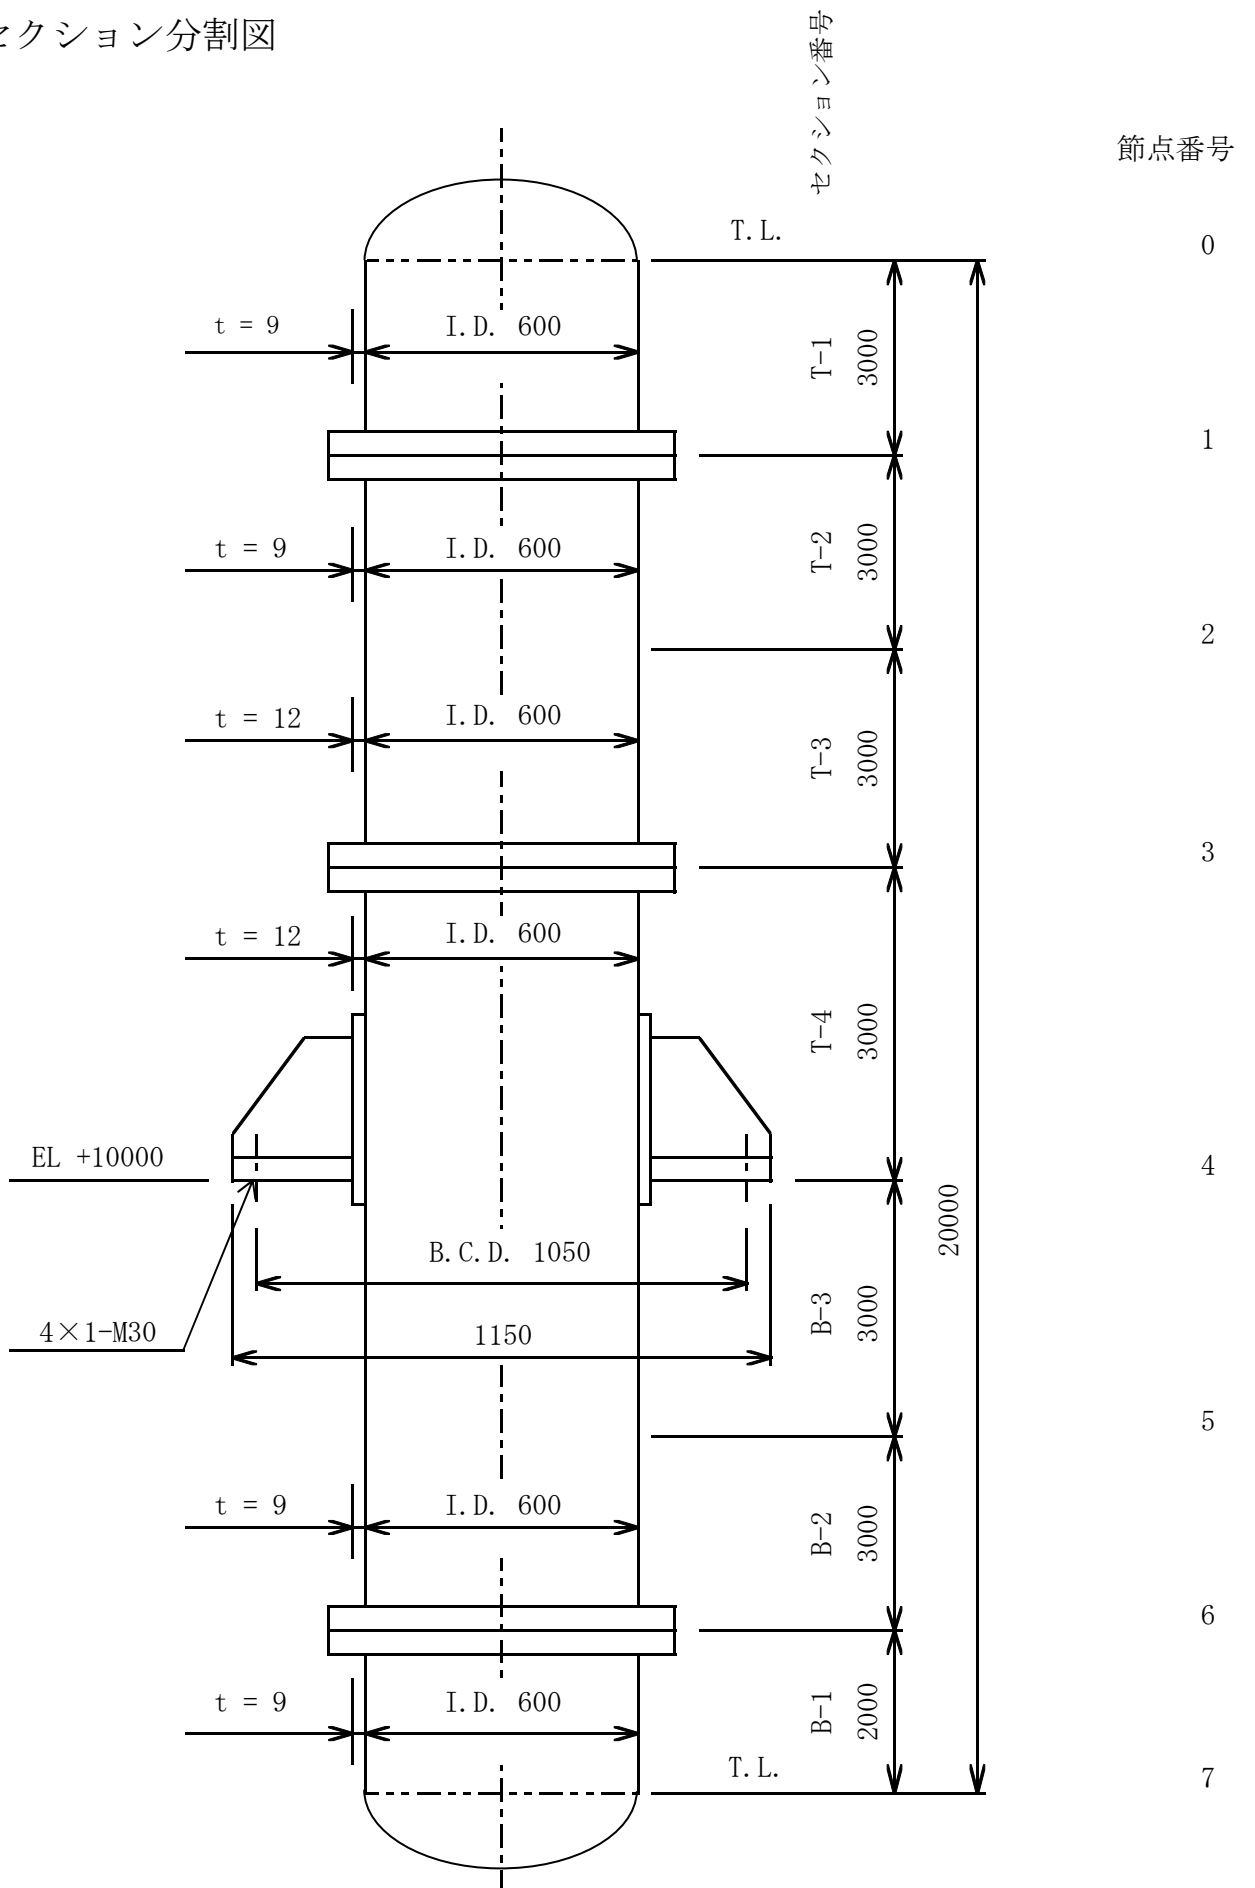 セクション分割図
セクション番号
節点番号
T.L.
0
t = 9
I.D. 600
T-1
3000
1
t = 9
I.D. 600
T-2
3000
2
t = 12
I.D. 600
T-3
3000
3
t = 12
I.D. 600
T-4
3000
EL +10000
4
20000
B.C.D. 1050
4×1-M30
1150
B-3
3000
5
t = 9
I.D. 600
B-2
3000
6
t = 9
I.D. 600
B-1
2000
T.L.
7